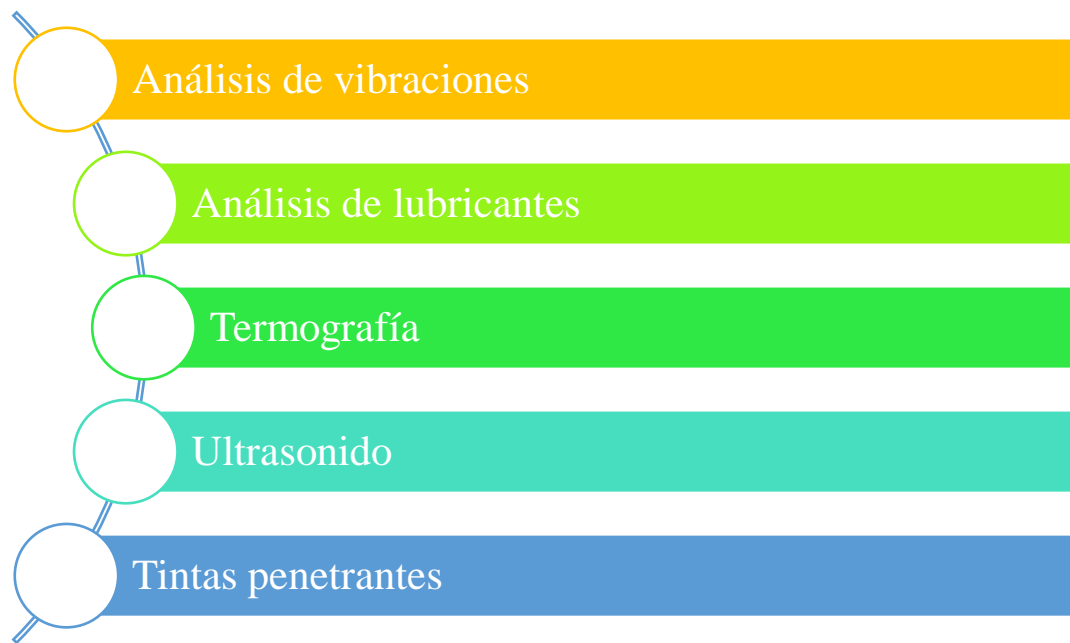 Análisis de vibraciones
Análisis de lubricantes
Termografía
Ultrasonido
Tintas penetrantes